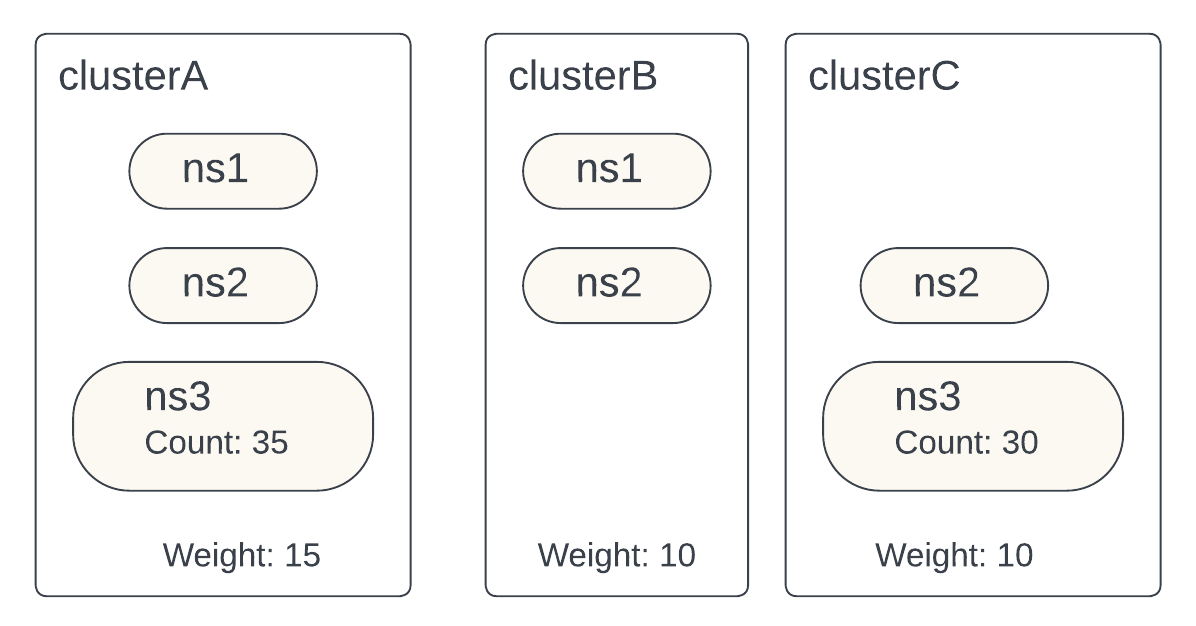 clusterA
ns1
ns2
ns3
Count: 35
Weight: 15
clusterB
ns1
ns2
Weight: 10
clusterC
ns2
ns3
Count: 30
Weight: 10